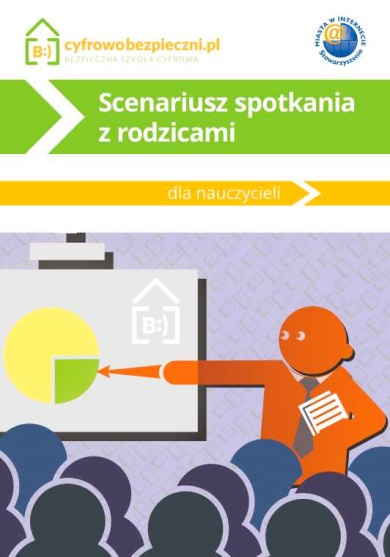 B:)
cyfrowobezpieczni.pl
BEZPIECZNA SZKOŁA CYFROWA
MIASTA W INTERNECIE
@
Stowarzyszenie
Scenariusz spotkania
z rodzicami
dla nauczycieli
B:)